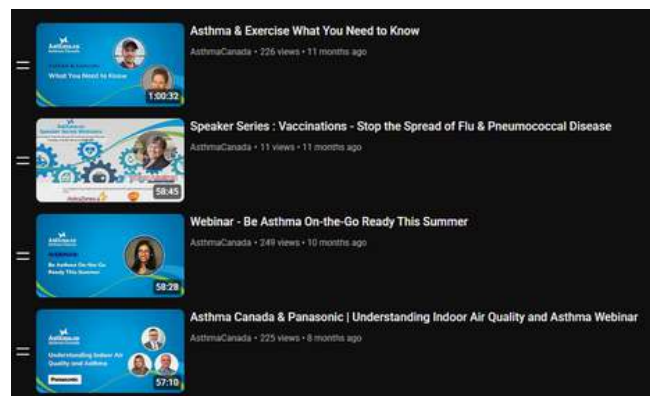 Asthma & Exercise What You Need to Know
AsthmaCanada • 226 views • 11 months ago
What You Need to Know
1:00:32
Speaker Series : Vaccinations - Stop the Spread of Flu & Pneumococcal Disease
AsthmaCanada • 11 views • 11 months ago
58:45
Webinar - Be Asthma On-the-Go Ready This Summer
AsthmaCanada • 249 views • 10 months ago
Be Asthma On-the-Go
Ready This Summer
58:28
Asthma Canada & Panasonic | Understanding Indoor Air Quality and Asthma Webinar
AsthmaCanada • 225 views • 8 months ago
Understanding Indoor Air
Quality and Asthma
Panasonic
57:10